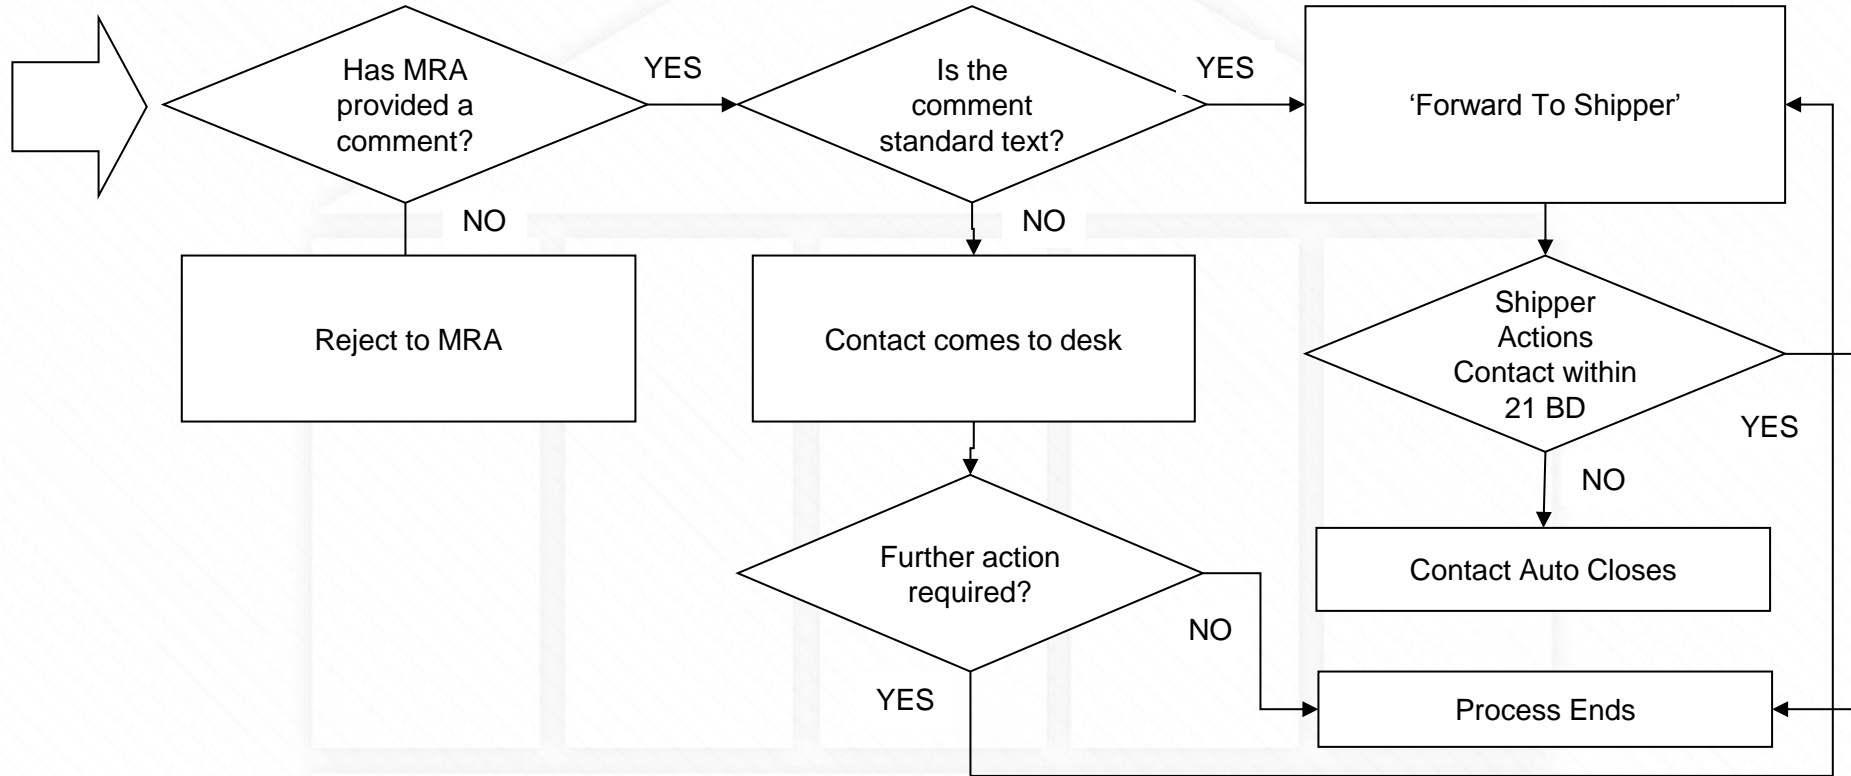 Has MRA
provided a
comment?
YES
Is the
comment
standard text?
YES
‘Forward To Shipper’
NO
NO
Reject to MRA
Contact comes to desk
Shipper
Actions
Contact within
21 BD
YES
NO
Further action
required?
Contact Auto Closes
NO
YES
Process Ends